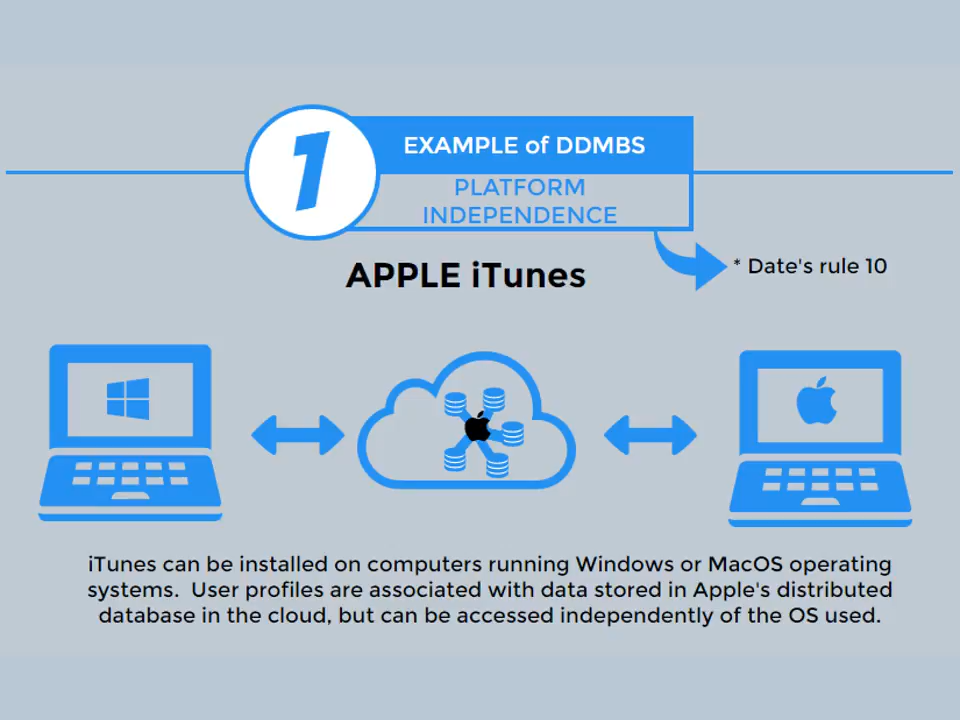 1
EXAMPLE of DDMBS
PLATFORM
INDEPENDENCE
* Date's rule 10
APPLE iTunes
iTunes can be installed on computers running Windows or MacOS operating
systems. User profiles are associated with data stored in Apple's distributed
database in the cloud, but can be accessed independently of the OS used.